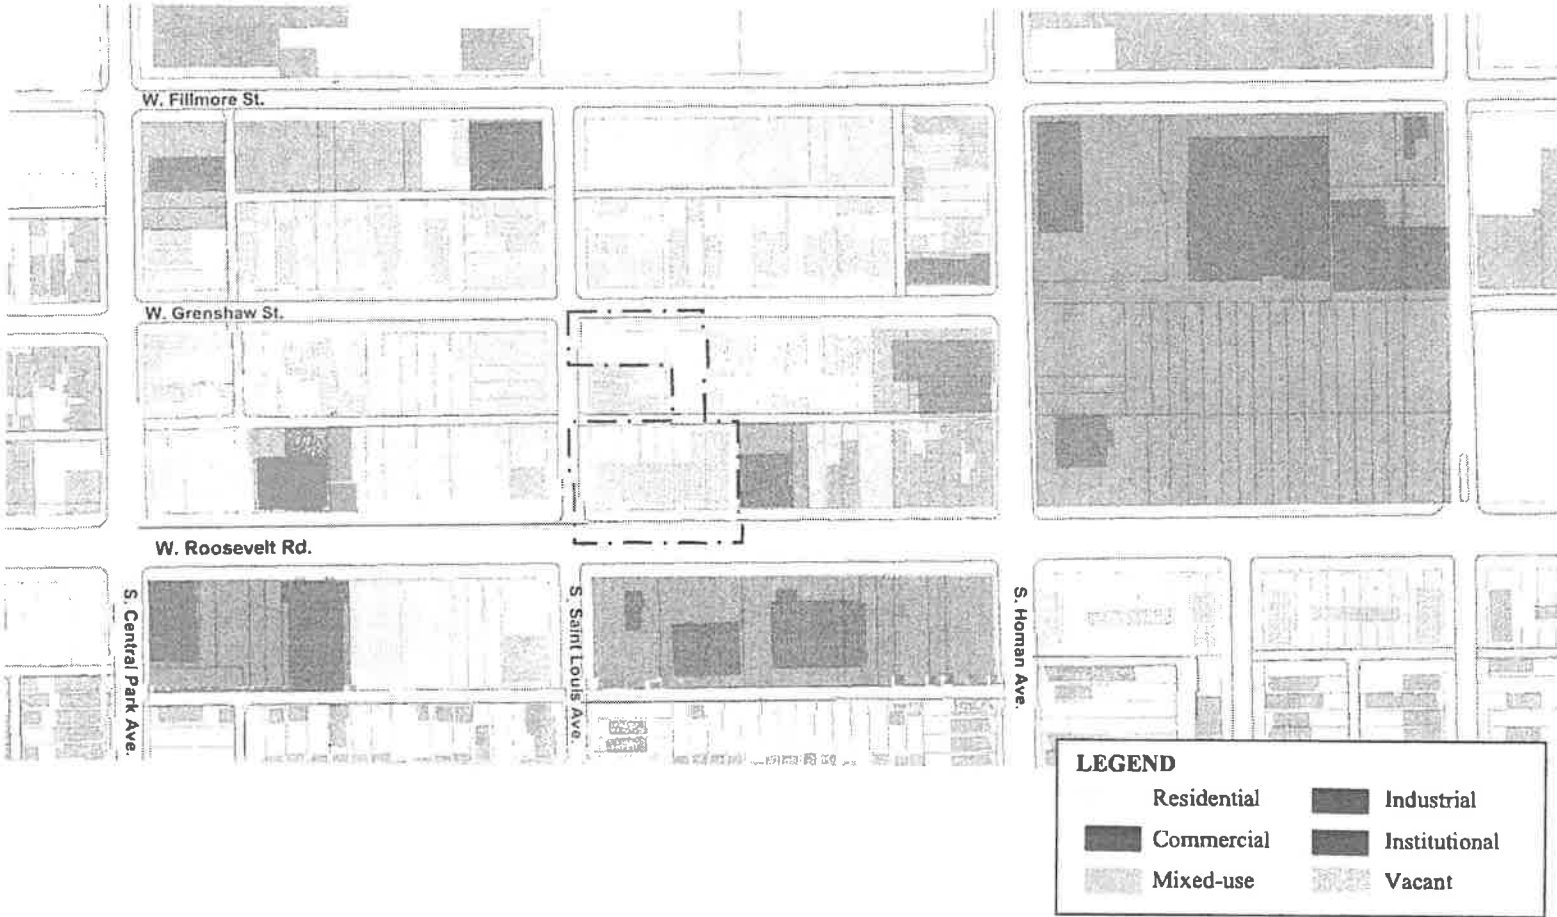 W. Fillmore St.
W. Grenshaw St.
W. Roosevelt Rd.
S. Central Park Ave.
S. Saint Louis Ave.
S. Homan Ave.
LEGEND
Residential
Industrial
Commercial
Institutional
Mixed-use
Vacant